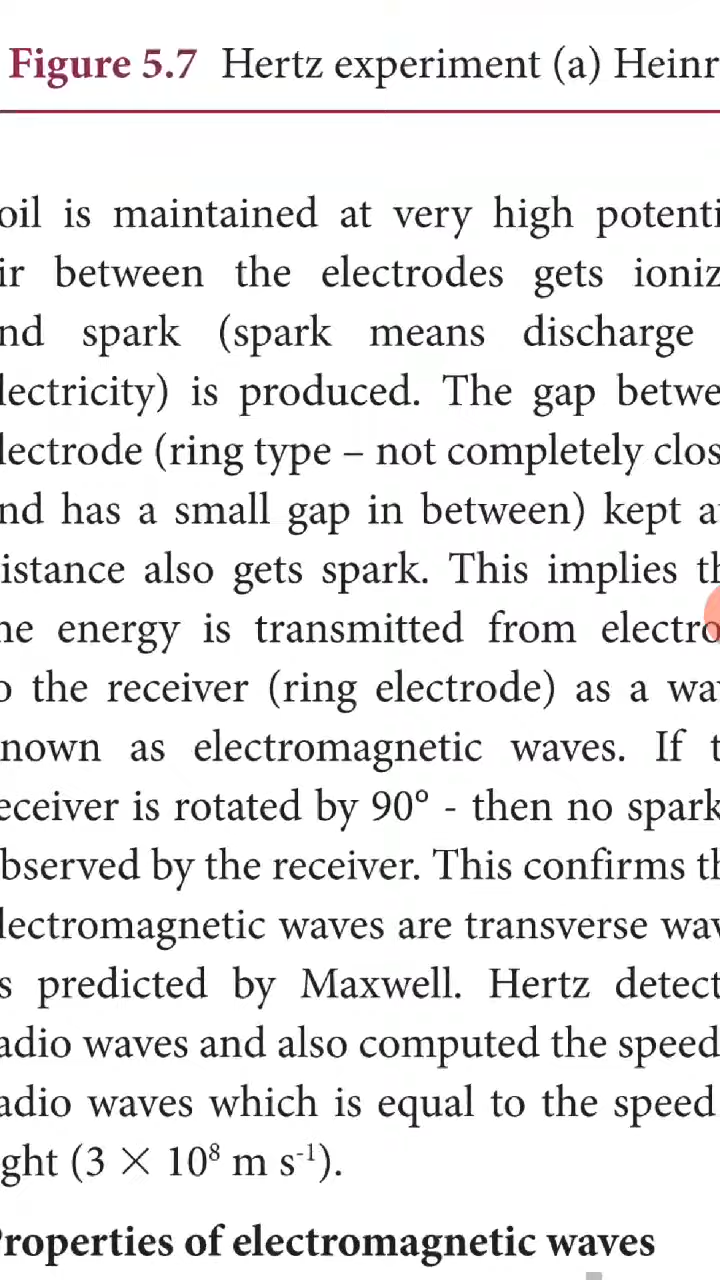 Figure 5.7 Hertz experiment (a) Heinr
oil is maintained at very high potenti
ir between the electrodes gets ioniz
nd spark (spark means discharge
lectricity) is produced. The gap betwe
lectrode (ring type – not completely clos
nd has a small gap in between) kept a
istance also gets spark. This implies th
he energy is transmitted from electro
o the receiver (ring electrode) as a wav
nown as electromagnetic waves. If t
eceiver is rotated by 90° - then no spark
bserved by the receiver. This confirms th
lectromagnetic waves are transverse wav
s predicted by Maxwell. Hertz detect
adio waves and also computed the speed
adio waves which is equal to the speed
ght (3 × 10⁸ m s⁻¹).
Properties of electromagnetic waves